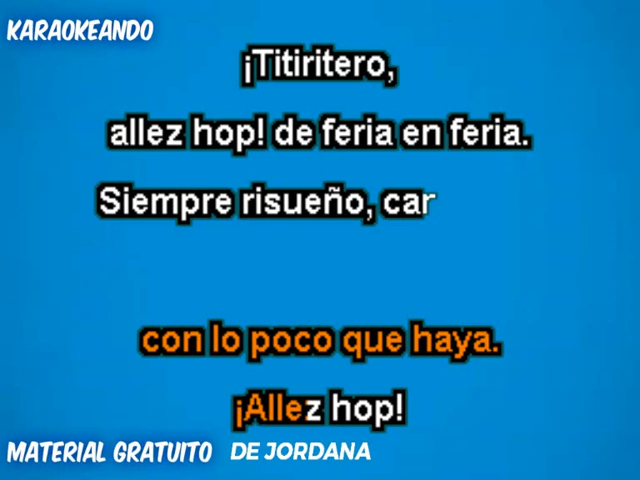 KARAOKEANDO
¡Titiritero,
allez hop! de feria en feria.
Siempre risueño, car
con lo poco que haya.
¡Allez hop!
MATERIAL GRATUITO DE JORDANA